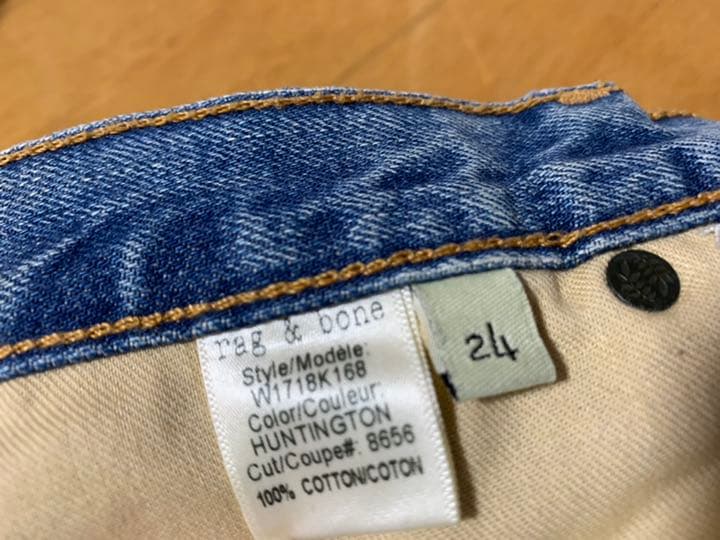 rag & bone
Style/Modèle:
W1718K168
Color/Couleur:
HUNTINGTON
Cut/Coupe#: 8656
100% COTTON/COTON
24